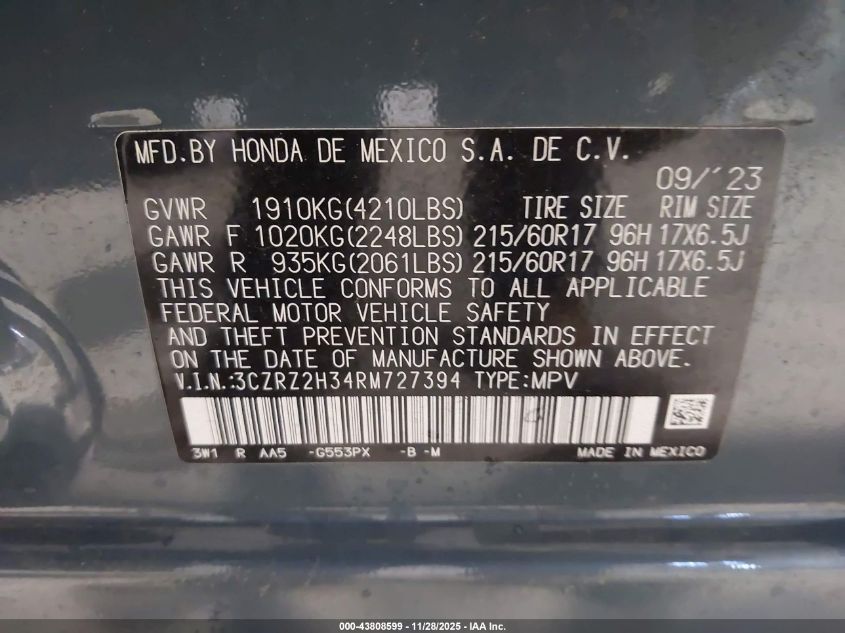 MFD.BY HONDA DE MEXICO S.A. DE C.V.
09/'23
GVWR 1910KG(4210LBS) TIRE SIZE RIM SIZE
GAWR F 1020KG(2248LBS) 215/60R17 96H 17X6.5J
GAWR R 935KG(2061LBS) 215/60R17 96H 17X6.5J
THIS VEHICLE CONFORMS TO ALL APPLICABLE
FEDERAL MOTOR VEHICLE SAFETY
AND THEFT PREVENTION STANDARDS IN EFFECT
ON THE DATE OF MANUFACTURE SHOWN ABOVE.
V.I.N.:3CZRZ2H34RM727394 TYPE:MPV
3W1 R AA5 -G553PX -B -M MADE IN MEXICO
000-43808599 - 11/28/2025 - IAA Inc.